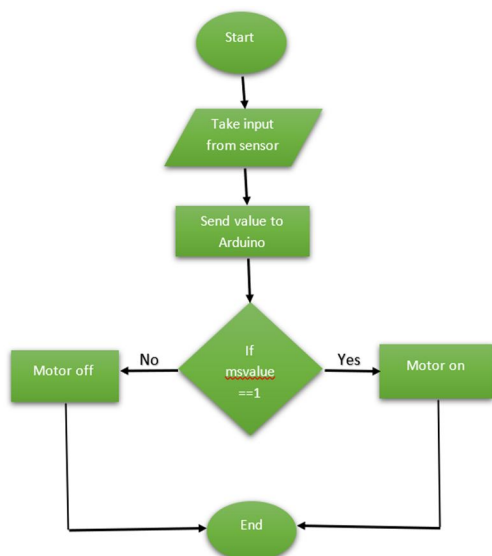 Start
Take input
from sensor
Send value to
Arduino
If
msvalue
==1
No
Yes
Motor off
Motor on
End